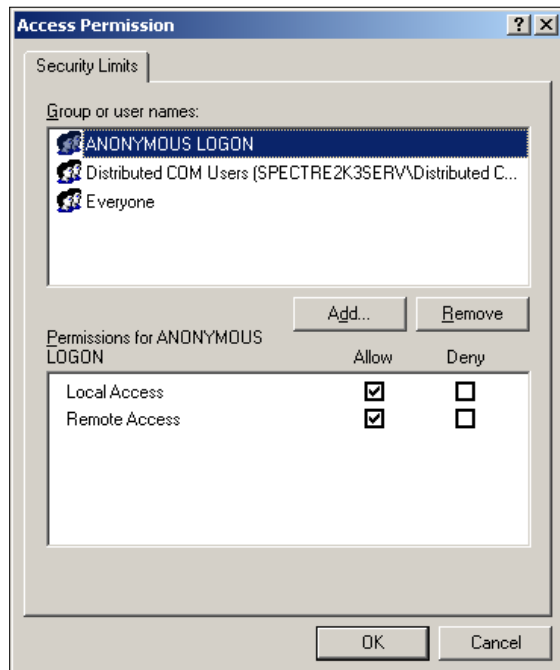 Access Permission
Security Limits
Group or user names:
ANONYMOUS LOGON
Distributed COM Users (SPECTRE2K3SERV\Distributed C...
Everyone
Add...
Remove
Permissions for ANONYMOUS
LOGON
Allow
Deny
Local Access
Remote Access
OK
Cancel